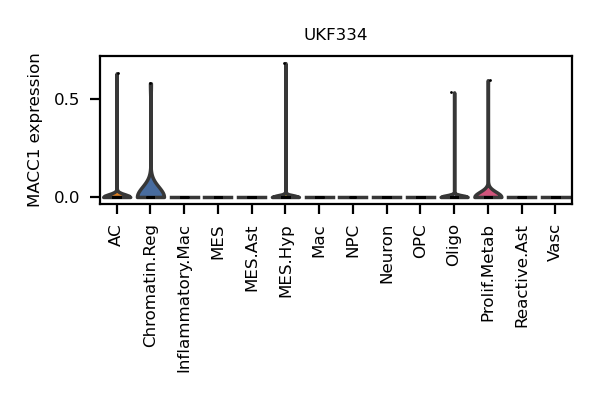 UKF334
MACC1 expression
0.5
0.0
AC
Chromatin.Reg
Inflammatory.Mac
MES
MES.Ast
MES.Hyp
Mac
NPC
Neuron
OPC
Oligo
Prolif.Metab
Reactive.Ast
Vasc